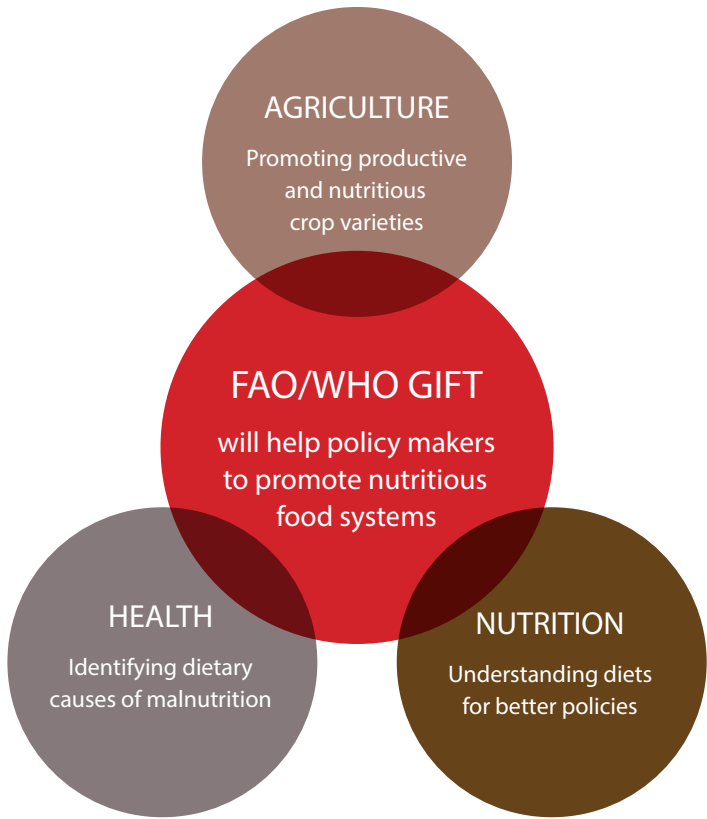 AGRICULTURE
Promoting productive
and nutritious
crop varieties
FAO/WHO GIFT
will help policy makers
to promote nutritious
food systems
HEALTH
Identifying dietary
causes of malnutrition
NUTRITION
Understanding diets
for better policies